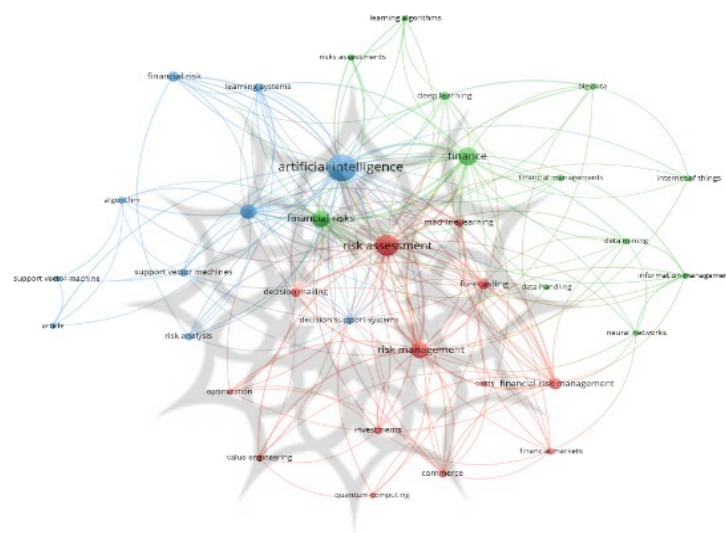 learning algorithms
risks assessments
financial risk
learning systems
big data
deep learning
artificial intelligence
finance
financial managements
internet of things
algorithm
financial risks
machine learning
risk assessment
data mining
support vector machine
support vector machines
information manageme
decision making
forecasting
data handling
article
decision support systems
neural networks
risk analysis
risk management
costs
financial risk management
optimization
investments
value engineering
financial markets
commerce
quantum computing